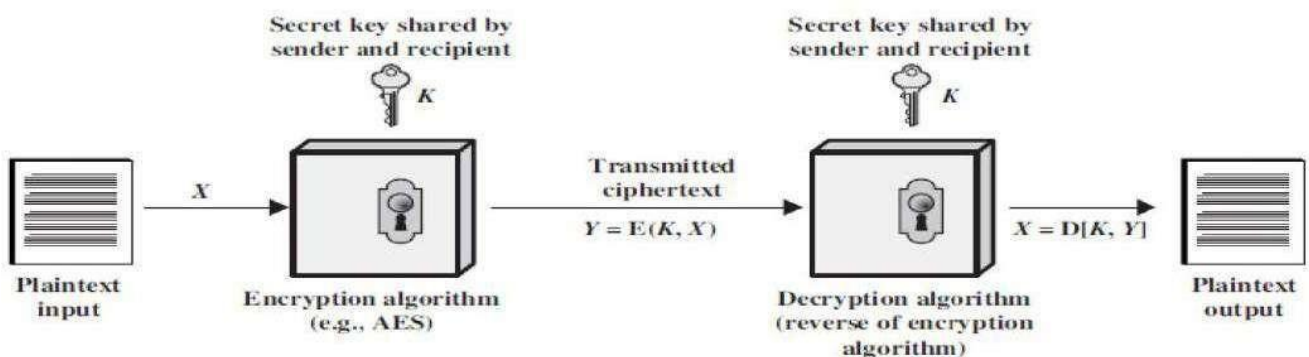 Secret key shared by
sender and recipient
K
Secret key shared by
sender and recipient
K
X
Transmitted
ciphertext
Y = E(K, X)
X = D[K, Y]
Plaintext
input
Encryption algorithm
(e.g., AES)
Decryption algorithm
(reverse of encryption
algorithm)
Plaintext
output